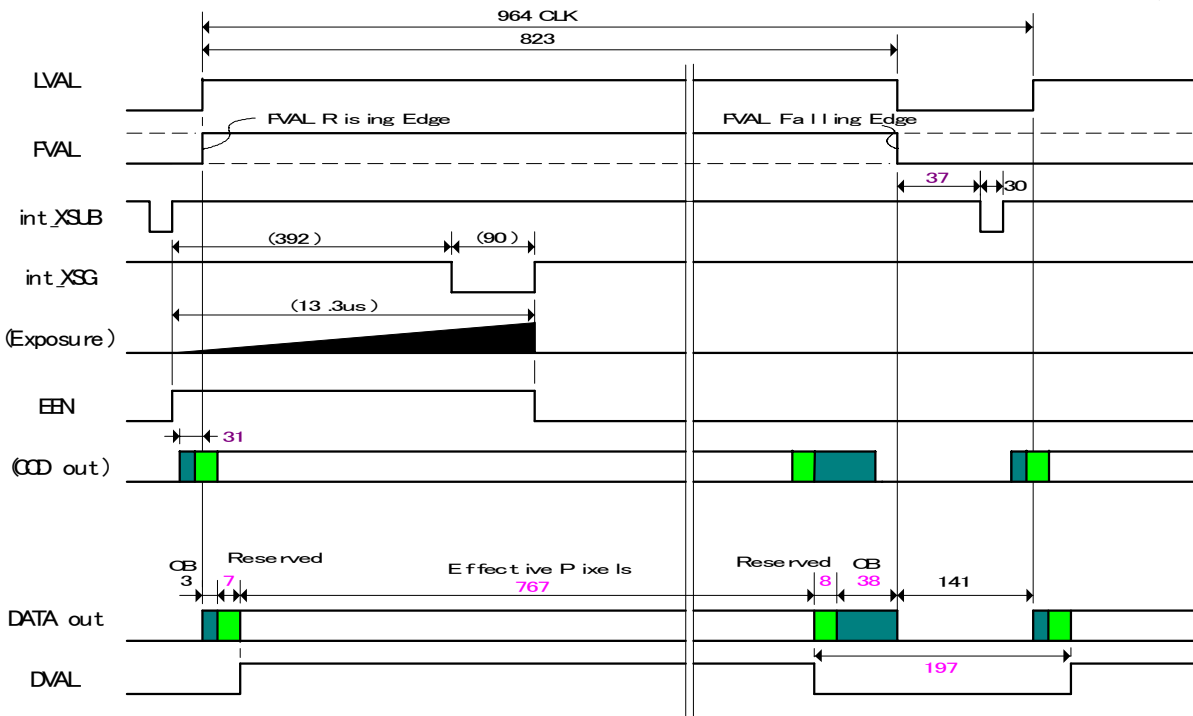 964 CLK
823
LVAL
FVAL Rising Edge
FVAL Falling Edge
FVAL
37
30
int_XSUB
(392)
(90)
int_XSG
(13.3us)
(Exposure)
EEN
31
(CCD out)
OB
Reserved
Effective Pixels
Reserved
OB
3
7
767
8
38
141
DATA out
197
DVAL